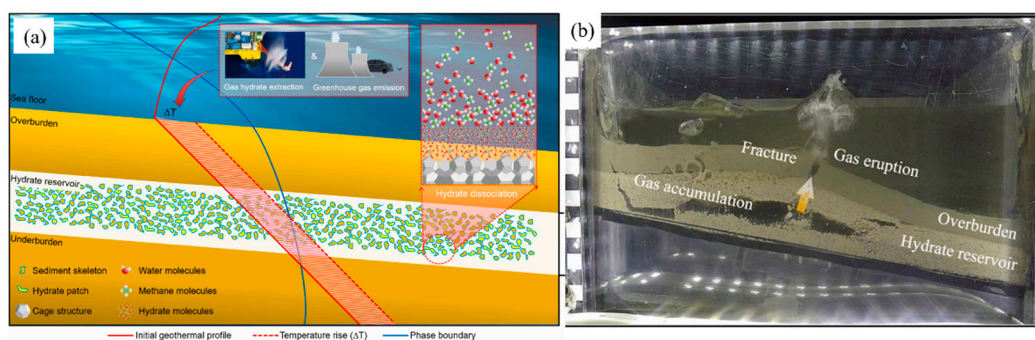 (a)
&
Gas hydrate extraction
Greenhouse gas emission
Sea floor
ΔT
Overburden
Hydrate reservoir
Hydrate dissociation
Underburden
Sediment skeleton
Water molecules
Hydrate patch
Methane molecules
Cage structure
Hydrate molecules
Initial geothermal profile
Temperature rise (ΔT)
Phase boundary
(b)
Fracture
Gas eruption
Gas accumulation
Overburden
Hydrate reservoir